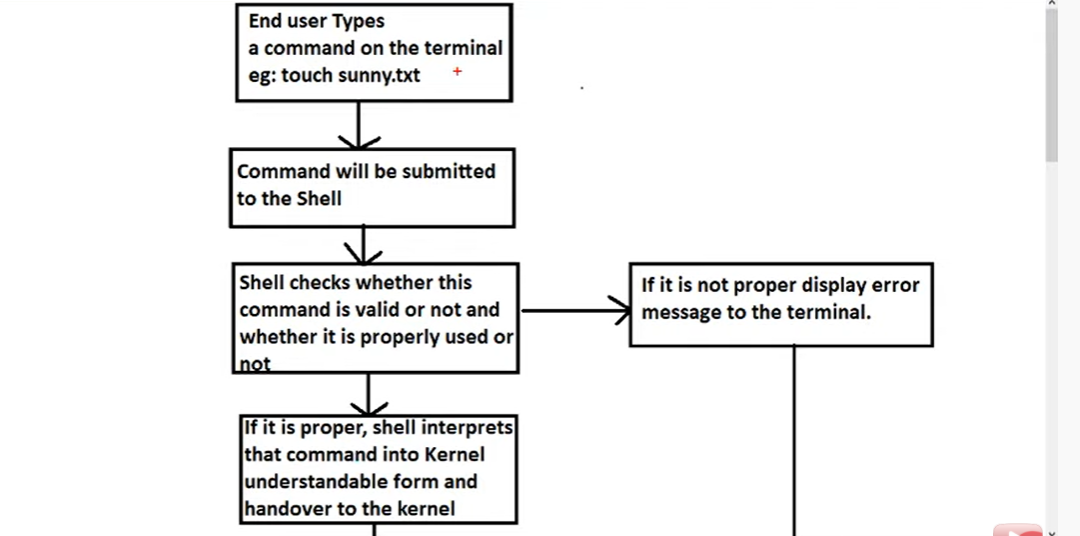 End user Types
a command on the terminal
eg: touch sunny.txt
Command will be submitted
to the Shell
Shell checks whether this
command is valid or not and
whether it is properly used or
not
If it is not proper display error
message to the terminal.
If it is proper, shell interprets
that command into Kernel
understandable form and
handover to the kernel